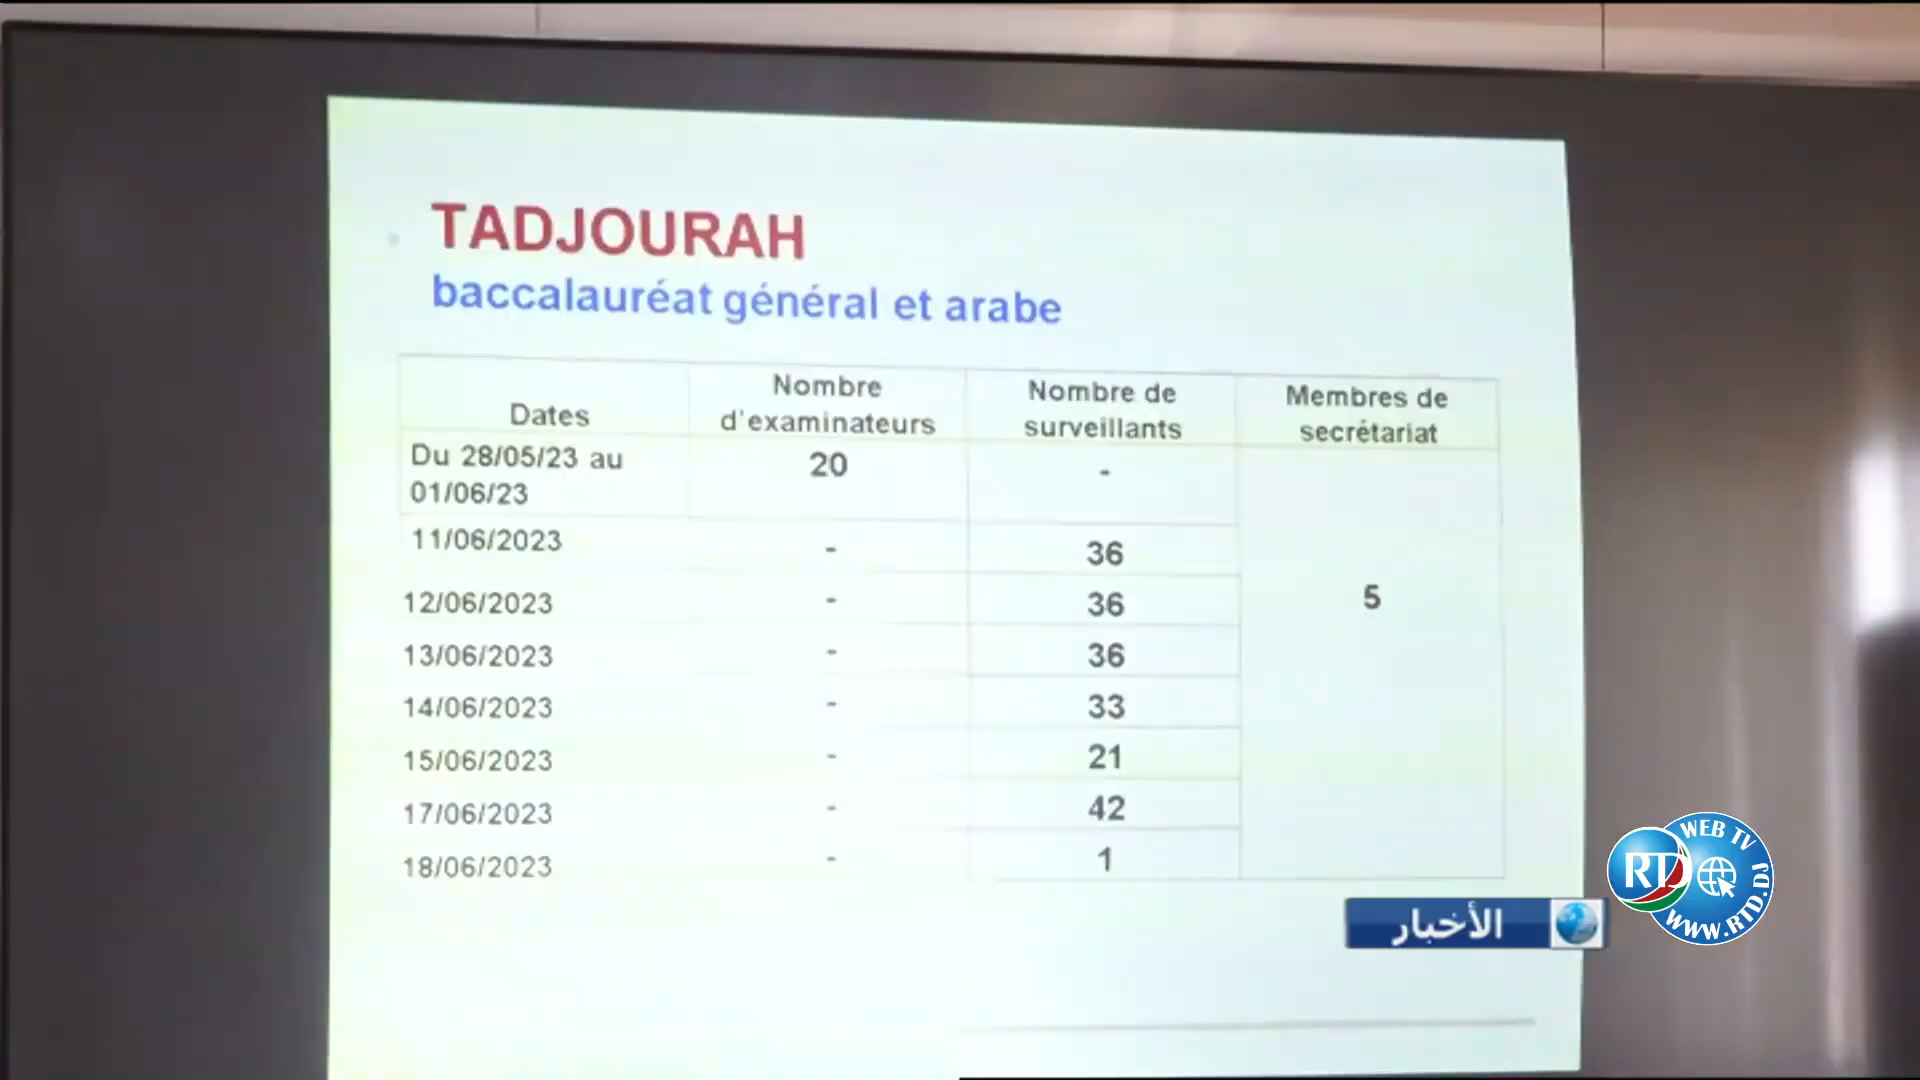 TADJOURAH
baccalauréat général et arabe
Dates
Nombre
d'examinateurs
Nombre de
surveillants
Membres de
secrétariat
Du 28/05/23 au
01/06/23
20
-
5
11/06/2023
-
36
12/06/2023
-
36
13/06/2023
-
36
14/06/2023
-
33
15/06/2023
-
21
17/06/2023
-
42
18/06/2023
-
1
الأخبار
RTD
WEB TV
WWW.RTD.DJ